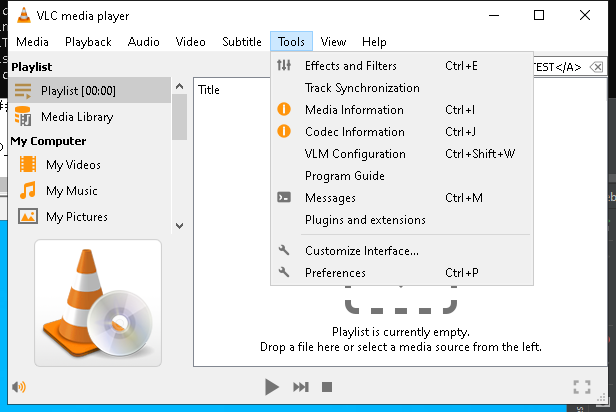 VLC media player
Media Playback Audio Video Subtitle Tools View Help
Playlist
Playlist [00:00]
Media Library
My Computer
My Videos
My Music
My Pictures
Title
TEST</A>
Effects and Filters Ctrl+E
Track Synchronization
Media Information Ctrl+I
Codec Information Ctrl+J
VLM Configuration Ctrl+Shift+W
Program Guide
Messages Ctrl+M
Plugins and extensions
Customize Interface...
Preferences Ctrl+P
Playlist is currently empty.
Drop a file here or select a media source from the left.